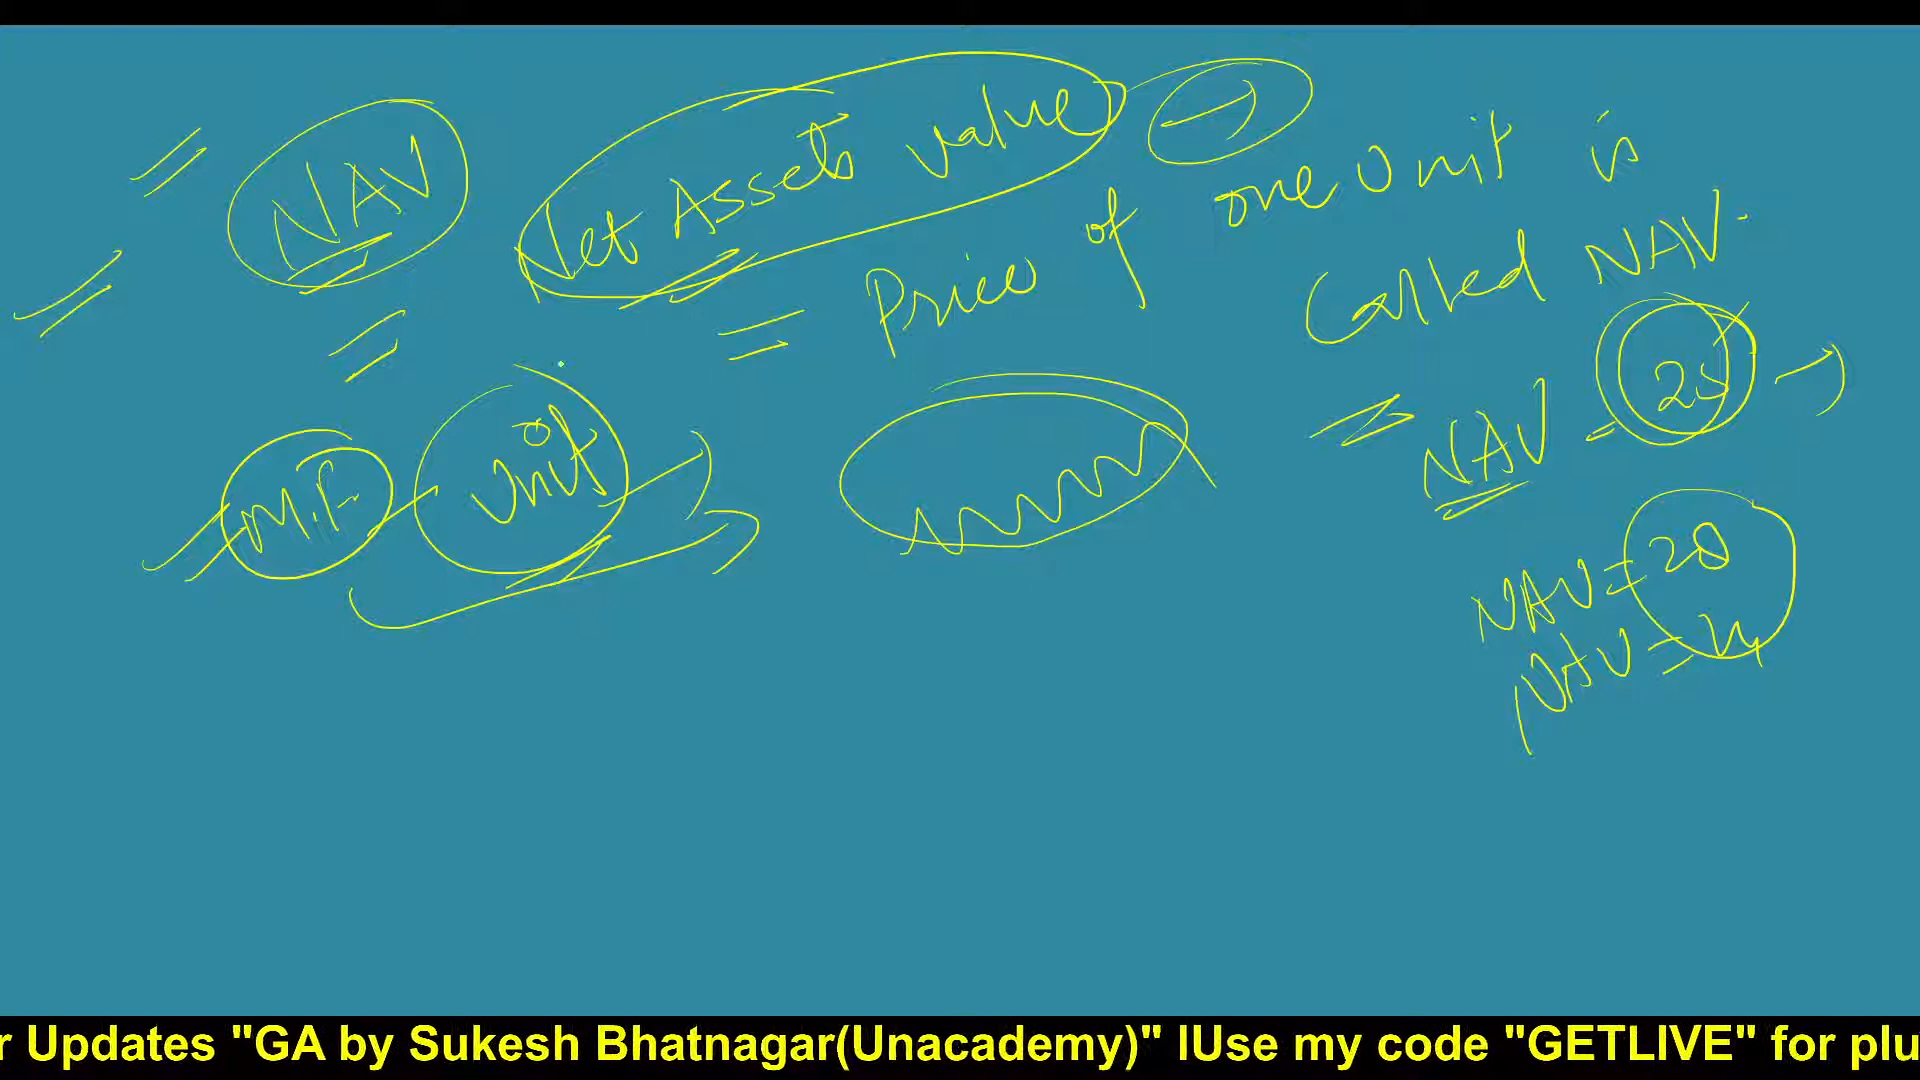 NAV Net Assets value →
= Price of one Unit is
Called NAV.
NAV = 25 →
M.F. Unit
NAV = 28
NAV = 24
r Updates "GA by Sukesh Bhatnagar(Unacademy)" IUse my code "GETLIVE" for plu